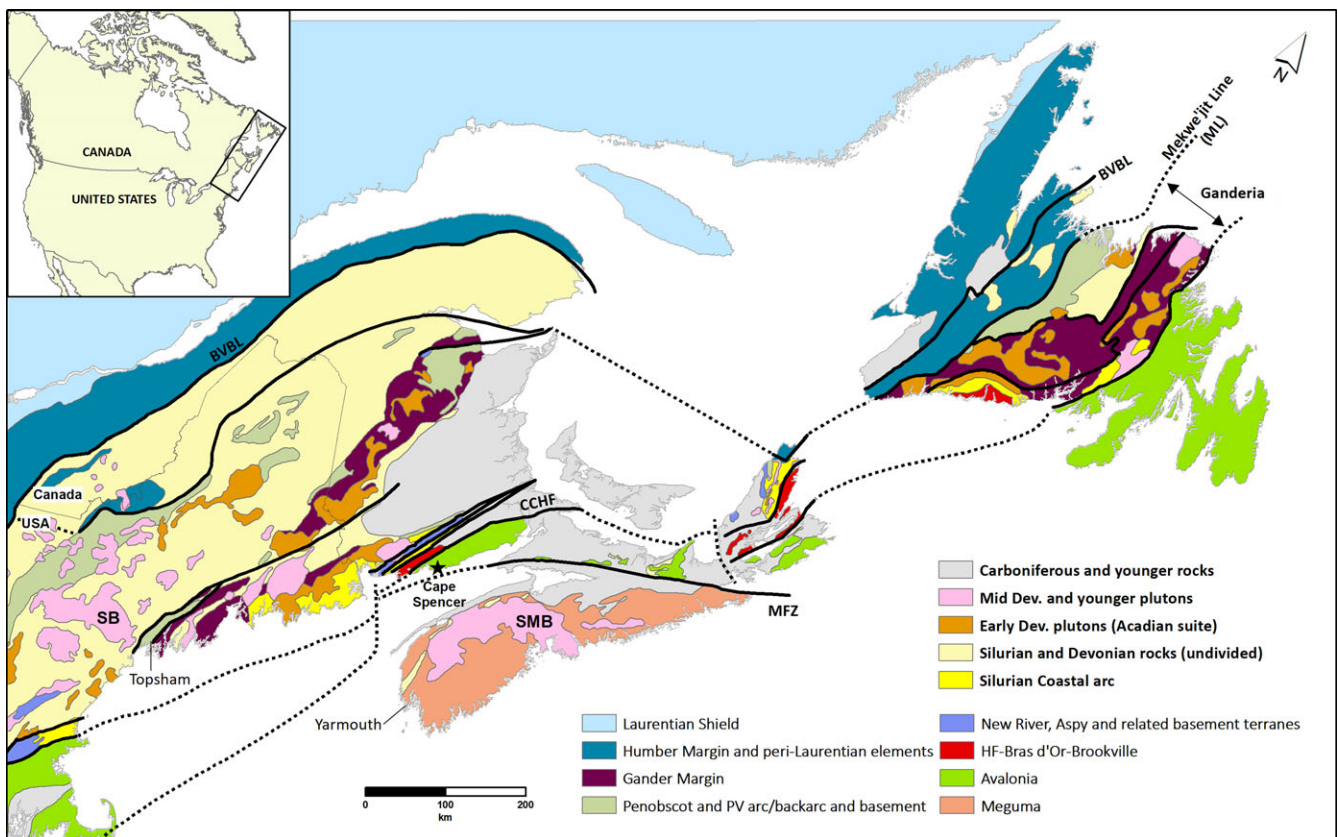 CANADA
UNITED STATES
N
Mekwe'jit Line
(ML)
BVBL
Ganderia
BVBL
Canada
USA
CCHF
Cape
Spencer
SB
SMB
MFZ
Topsham
Yarmouth
Carboniferous and younger rocks
Mid Dev. and younger plutons
Early Dev. plutons (Acadian suite)
Silurian and Devonian rocks (undivided)
Silurian Coastal arc
Laurentian Shield
Humber Margin and peri-Laurentian elements
Gander Margin
Penobscot and PV arc/backarc and basement
New River, Aspy and related basement terranes
HF-Bras d'Or-Brookville
Avalonia
Meguma
0 100 200
km